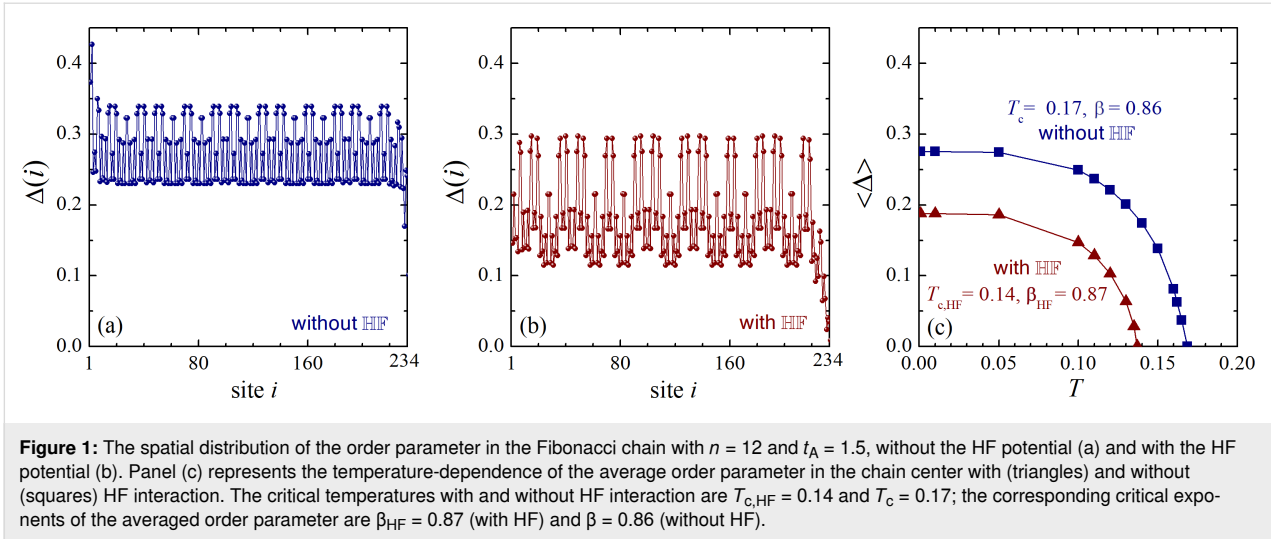 0.4
0.3
0.2
0.1
0.0
Δ(i)
(a)
without HF
1 80 160 234
site i
0.4
0.3
0.2
0.1
0.0
Δ(i)
(b)
with HF
1 80 160 234
site i
0.4
0.3
0.2
0.1
0.0
<Δ>
T_c = 0.17, β = 0.86
without HF
with HF
T_c,HF = 0.14, β_HF = 0.87
(c)
0.00 0.05 0.10 0.15 0.20
T
Figure 1: The spatial distribution of the order parameter in the Fibonacci chain with n = 12 and t_A = 1.5, without the HF potential (a) and with the HF
potential (b). Panel (c) represents the temperature-dependence of the average order parameter in the chain center with (triangles) and without
(squares) HF interaction. The critical temperatures with and without HF interaction are T_c,HF = 0.14 and T_c = 0.17; the corresponding critical expo-
nents of the averaged order parameter are β_HF = 0.87 (with HF) and β = 0.86 (without HF).